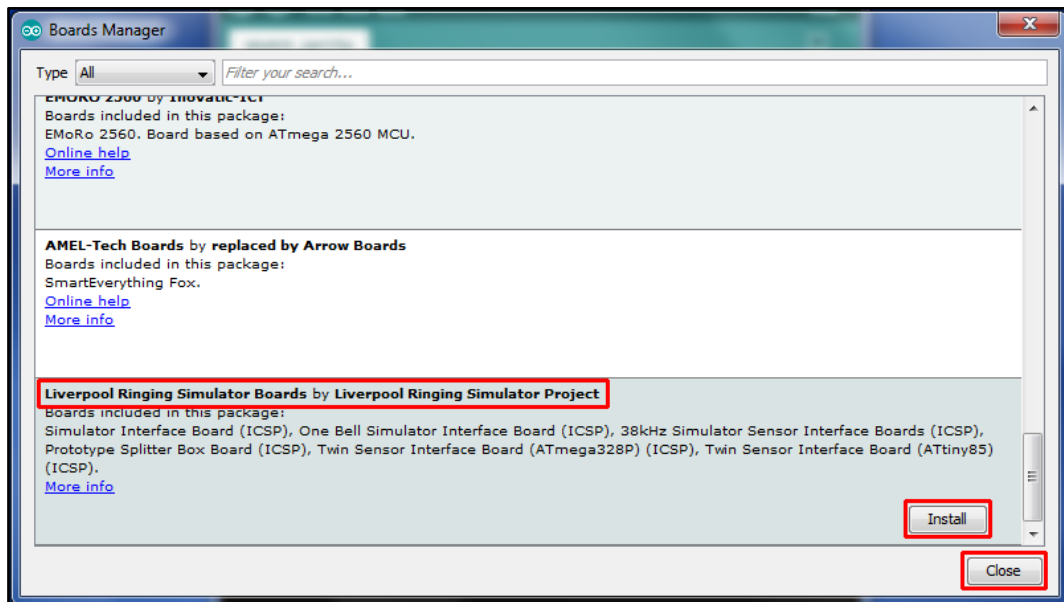 Boards Manager
x
Type All Filter your search...
EMoRo 2560 by Inovatic-ICT
Boards included in this package:
EMoRo 2560. Board based on ATmega 2560 MCU.
Online help
More info
AMEL-Tech Boards by replaced by Arrow Boards
Boards included in this package:
SmartEverything Fox.
Online help
More info
Liverpool Ringing Simulator Boards by Liverpool Ringing Simulator Project
Boards included in this package:
Simulator Interface Board (ICSP), One Bell Simulator Interface Board (ICSP), 38kHz Simulator Sensor Interface Boards (ICSP),
Prototype Splitter Box Board (ICSP), Twin Sensor Interface Board (ATmega328P) (ICSP), Twin Sensor Interface Board (ATtiny85)
(ICSP).
More info
Install
Close